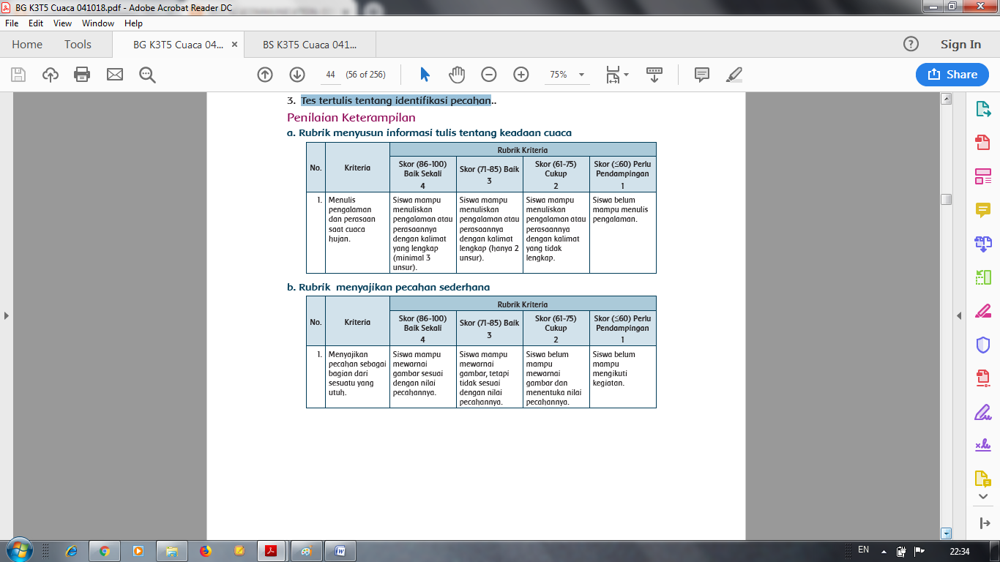 BG K3T5 Cuaca 041018.pdf - Adobe Acrobat Reader DC
File Edit View Window Help
Home Tools BG K3T5 Cuaca 04... × BS K3T5 Cuaca 041... Sign In
44 (56 of 256) 75% Share
3. Tes tertulis tentang identifikasi pecahan..
Penilaian Keterampilan
a. Rubrik menyusun informasi tulis tentang keadaan cuaca
Rubrik Kriteria
No.
Kriteria
Skor (86-100)
Baik Sekali
4
Skor (71-85) Baik
3
Skor (61-75)
Cukup
2
Skor (≤60) Perlu
Pendampingan
1
1.
Menulis
pengalaman
dan perasaan
saat cuaca
hujan.
Siswa mampu
menuliskan
pengalaman atau
perasaannya
dengan kalimat
yang lengkap
(minimal 3
unsur).
Siswa mampu
menuliskan
pengalaman atau
perasaannya
dengan kalimat
lengkap (hanya 2
unsur).
Siswa mampu
menuliskan
pengalaman atau
perasaannya
dengan kalimat
yang tidak
lengkap.
Siswa belum
mampu menulis
pengalaman.
b. Rubrik menyajikan pecahan sederhana
Rubrik Kriteria
No.
Kriteria
Skor (86-100)
Baik Sekali
4
Skor (71-85) Baik
3
Skor (61-75)
Cukup
2
Skor (≤60) Perlu
Pendampingan
1
1.
Menyajikan
pecahan sebagai
bagian dari
sesuatu yang
utuh.
Siswa mampu
mewarnai
gambar sesuai
dengan nilai
pecahannya.
Siswa mampu
mewarnai
gambar, tetapi
tidak sesuai
dengan nilai
pecahannya.
Siswa belum
mampu
mewarnai
gambar dan
menentuka nilai
pecahannya.
Siswa belum
mampu
mengikuti
kegiatan.
EN 22:34